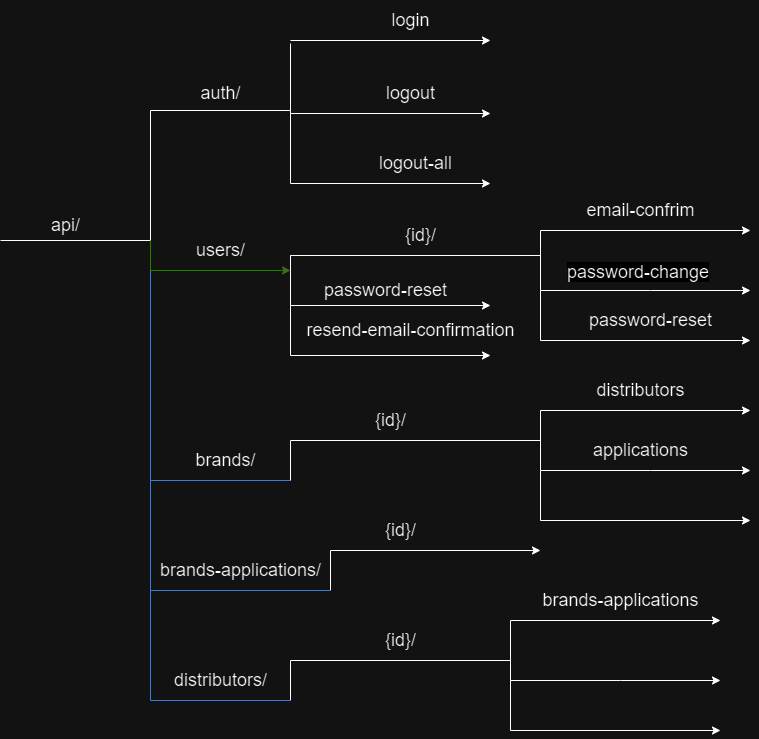 login
auth/
logout
logout-all
api/
users/
{id}/
email-confrim
password-change
password-reset
resend-email-confirmation
password-reset
distributors
{id}/
applications
brands/
{id}/
brands-applications/
brands-applications
{id}/
distributors/